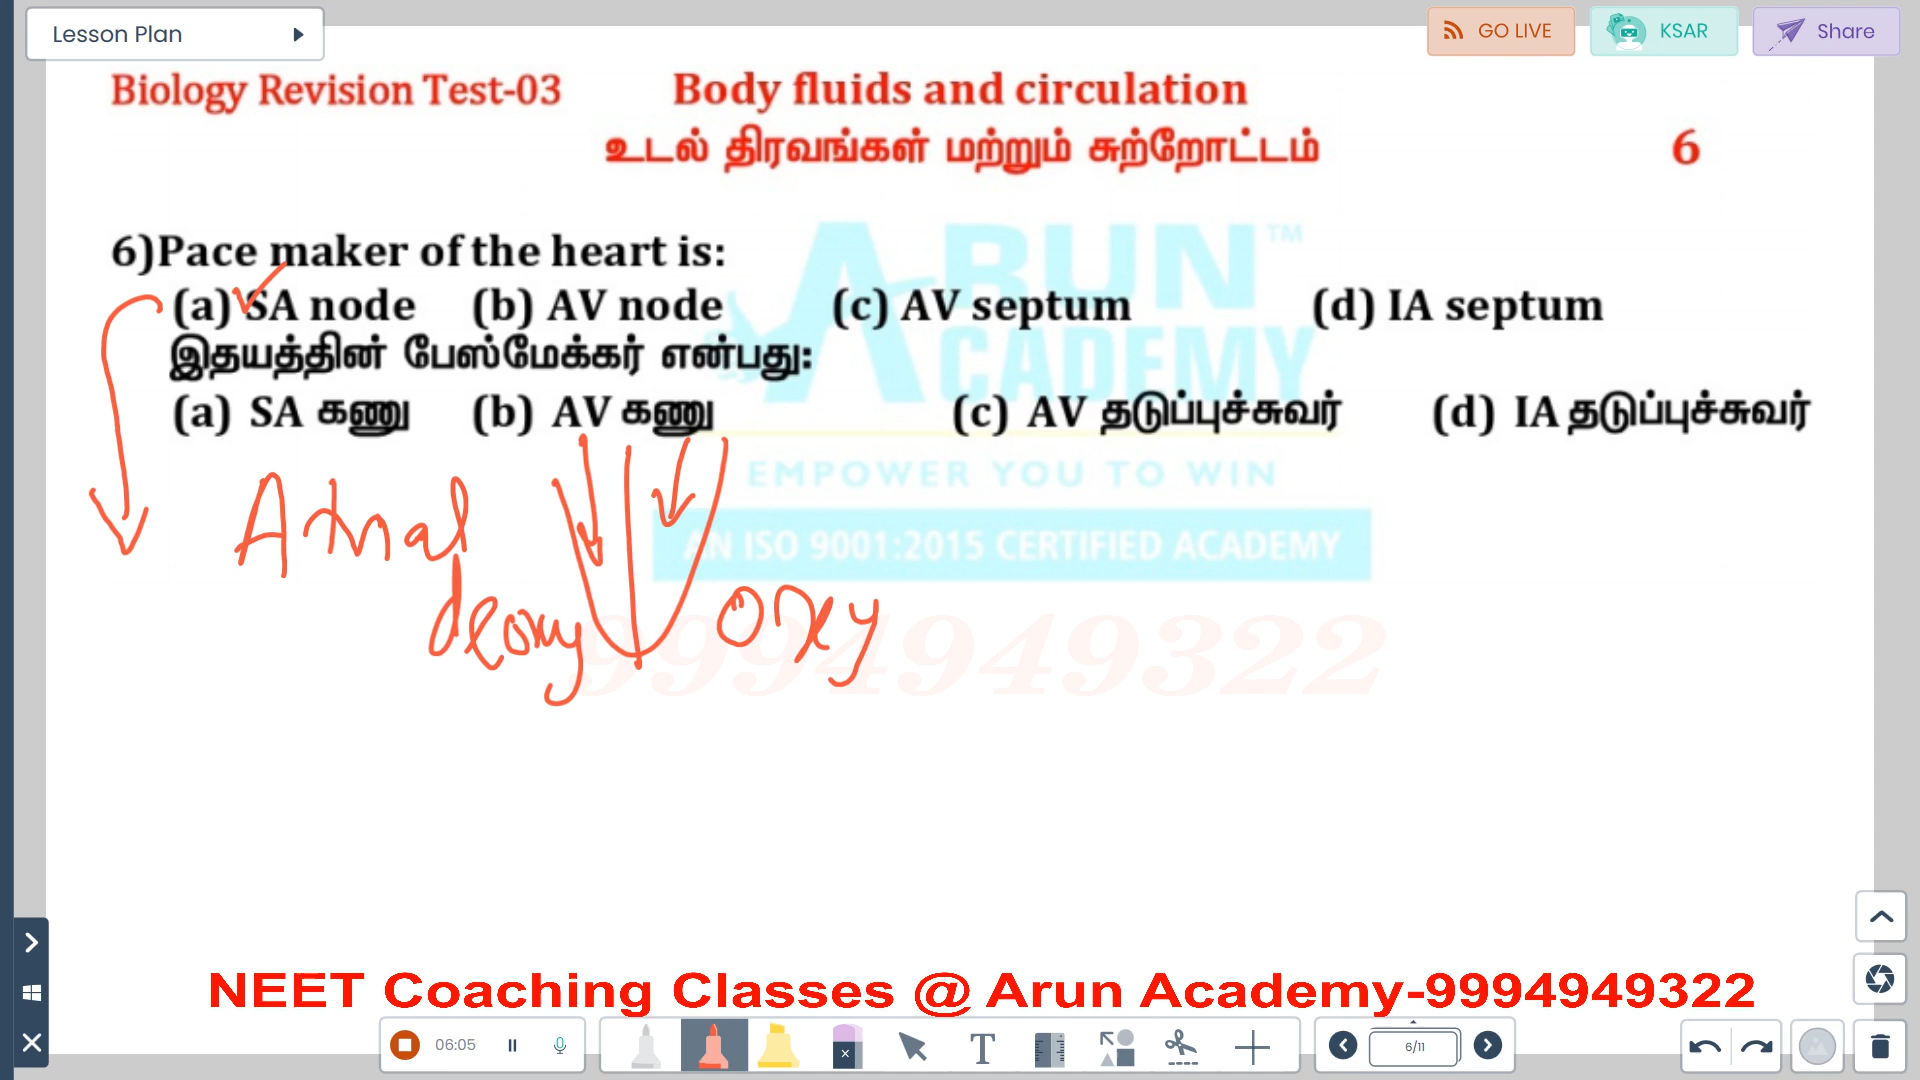 Lesson Plan
GO LIVE
KSAR
Share
Biology Revision Test-03 Body fluids and circulation
உடல் திரவங்கள் மற்றும் சுற்றோட்டம் 6
ARUN™
ACADEMY
EMPOWER YOU TO WIN
AN ISO 9001:2015 CERTIFIED ACADEMY
9994949322
6)Pace maker of the heart is:
(a) SA node (b) AV node (c) AV septum (d) IA septum
இதயத்தின் பேஸ்மேக்கர் என்பது:
(a) SA கணு (b) AV கணு (c) AV தடுப்புச்சுவர் (d) IA தடுப்புச்சுவர்
Atrial
deoxy oxy
NEET Coaching Classes @ Arun Academy-9994949322
06:05
T
6/11